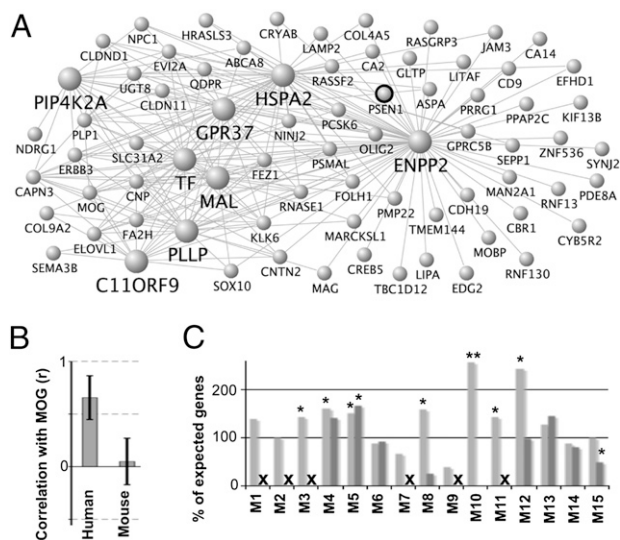 A
NPC1
HRASLS3
CRYAB
COL4A5
CLDND1
LAMP2
RASGRP3
JAM3
EVI2A
ABCA8
CA2
CA14
UGT8
QDPR
RASSF2
GLTP
LITAF
CD9
EFHD1
PIP4K2A
CLDN11
HSPA2
PSEN1
ASPA
PRRG1
GPR37
PCSK6
PPAP2C
KIF13B
PLP1
NINJ2
OLIG2
GPRC5B
NDRG1
SLC31A2
PSMAL
ENPP2
SEPP1
ZNF536
SYNJ2
ERBB3
TF
FEZ1
CAPN3
CNP
MAL
FOLH1
MAN2A1
PDE8A
MOG
RNASE1
PMP22
CDH19
RNF13
COL9A2
FA2H
PLLP
KLK6
MARCKSL1
TMEM144
CBR1
CYB5R2
ELOVL1
MOBP
SEMA3B
C11ORF9
CNTN2
CREB5
LIPA
RNF130
SOX10
MAG
TBC1D12
EDG2
B
Correlation with MOG (r)
1
0
Human
Mouse
C
% of expected genes
200
100
0
* * * * * ** * * *
x x x x x x
M1 M2 M3 M4 M5 M6 M7 M8 M9 M10 M11 M12 M13 M14 M15